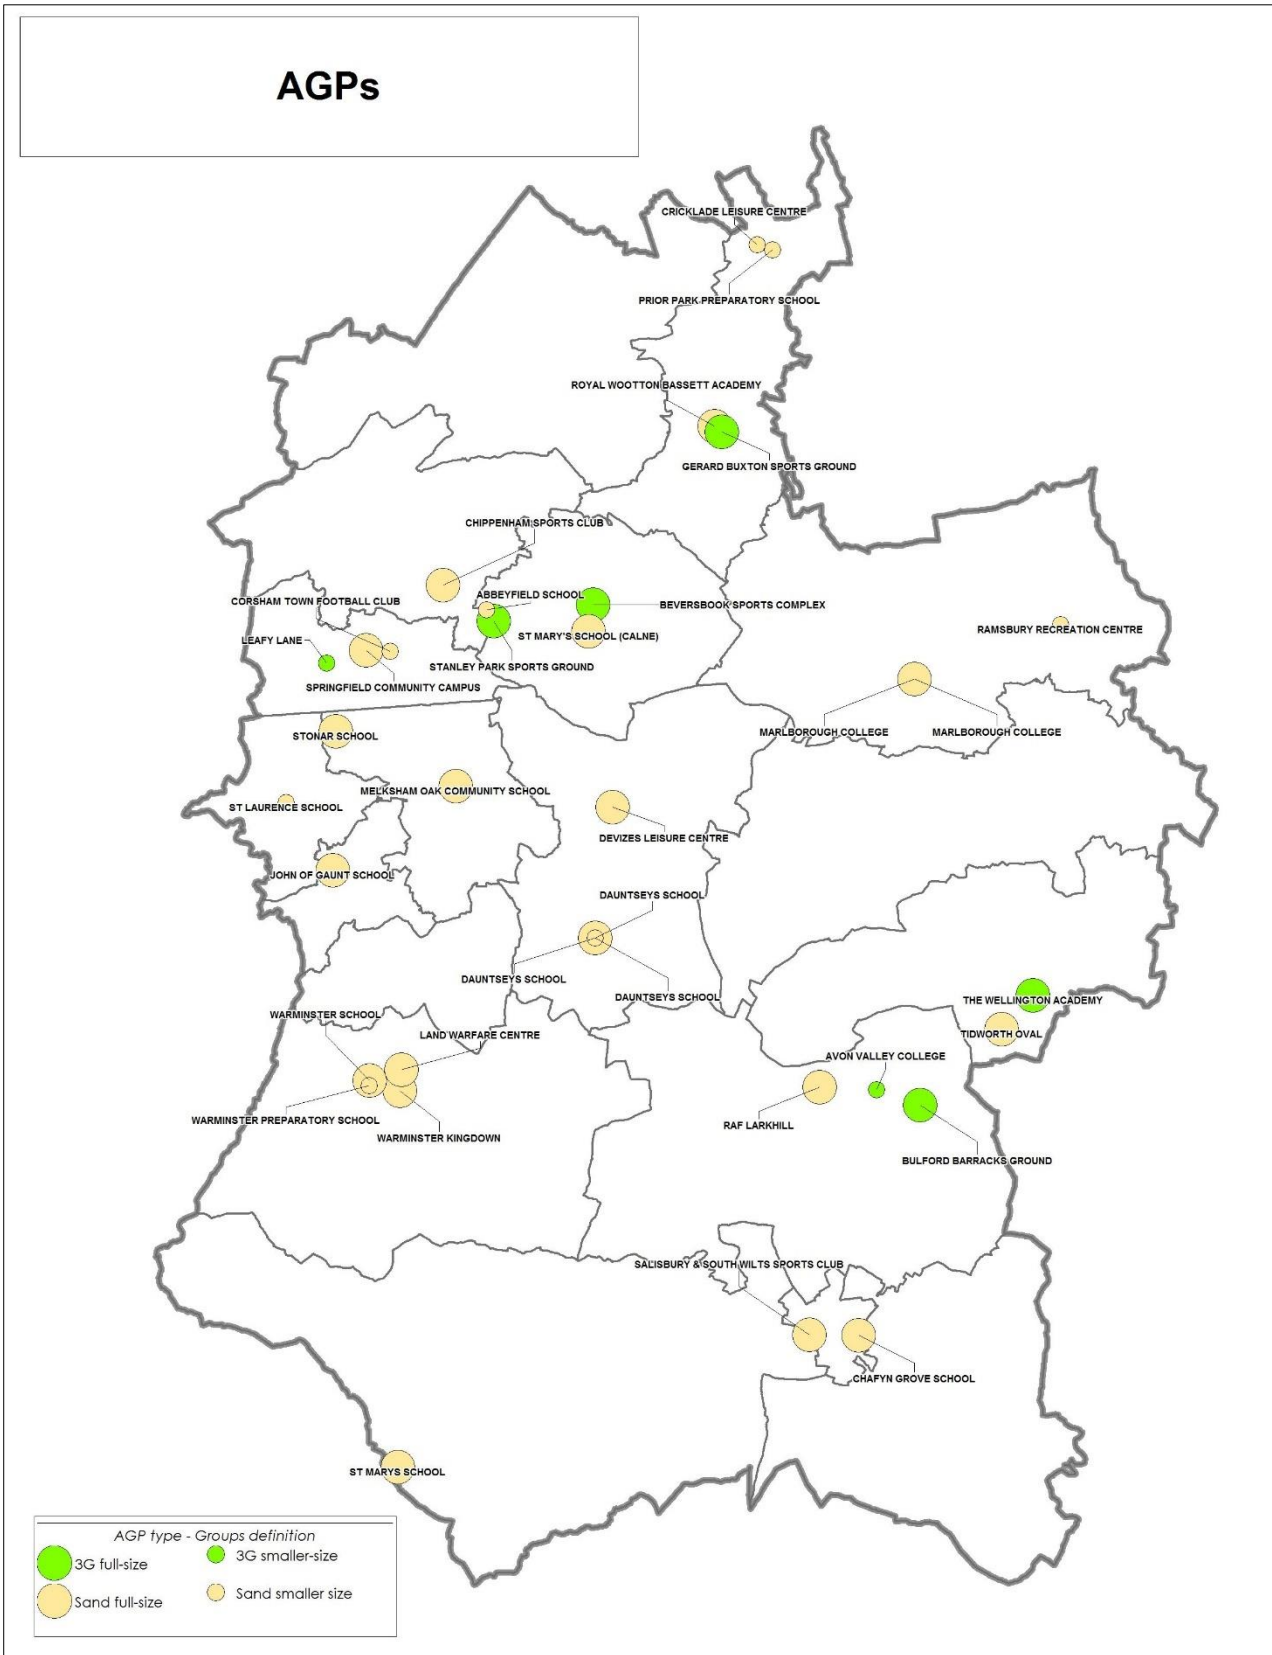 AGPs
CRICKLADE LEISURE CENTRE
PRIOR PARK PREPARATORY SCHOOL
ROYAL WOOTTON BASSETT ACADEMY
GERARD BUXTON SPORTS GROUND
CHIPPENHAM SPORTS CLUB
ABBEYFIELD SCHOOL
CORSHAM TOWN FOOTBALL CLUB
BEVERSBOOK SPORTS COMPLEX
RAMSBURY RECREATION CENTRE
ST MARY'S SCHOOL (CALNE)
LEAFY LANE
STANLEY PARK SPORTS GROUND
SPRINGFIELD COMMUNITY CAMPUS
MARLBOROUGH COLLEGE
MARLBOROUGH COLLEGE
STONAR SCHOOL
MELKSHAM OAK COMMUNITY SCHOOL
ST LAURENCE SCHOOL
DEVIZES LEISURE CENTRE
JOHN OF GAUNT SCHOOL
DAUNTSEYS SCHOOL
DAUNTSEYS SCHOOL
DAUNTSEYS SCHOOL
THE WELLINGTON ACADEMY
WARMINSTER SCHOOL
LAND WARFARE CENTRE
TIDWORTH OVAL
AVON VALLEY COLLEGE
WARMINSTER PREPARATORY SCHOOL
RAF LARKHILL
WARMINSTER KINGDOWN
BULFORD BARRACKS GROUND
SALISBURY & SOUTH WILTS SPORTS CLUB
CHAFYN GROVE SCHOOL
ST MARYS SCHOOL
AGP type - Groups definition
3G full-size
3G smaller-size
Sand full-size
Sand smaller size